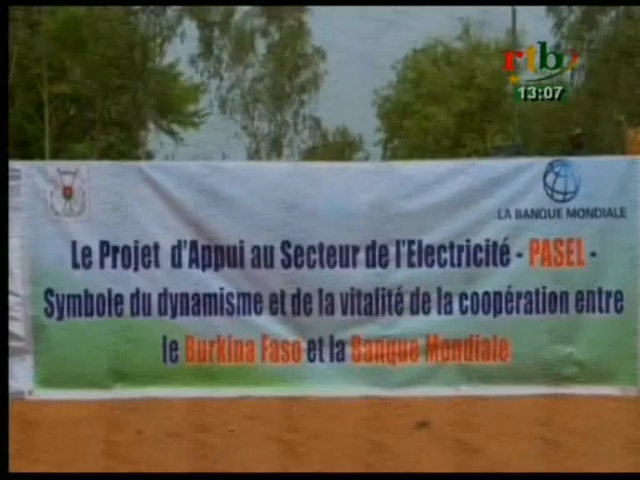 rtb
13:07
LA BANQUE MONDIALE
Le Projet d'Appui au Secteur de l'Electricité - PASEL -
Symbole du dynamisme et de la vitalité de la coopération entre
le Burkina Faso et la Banque Mondiale